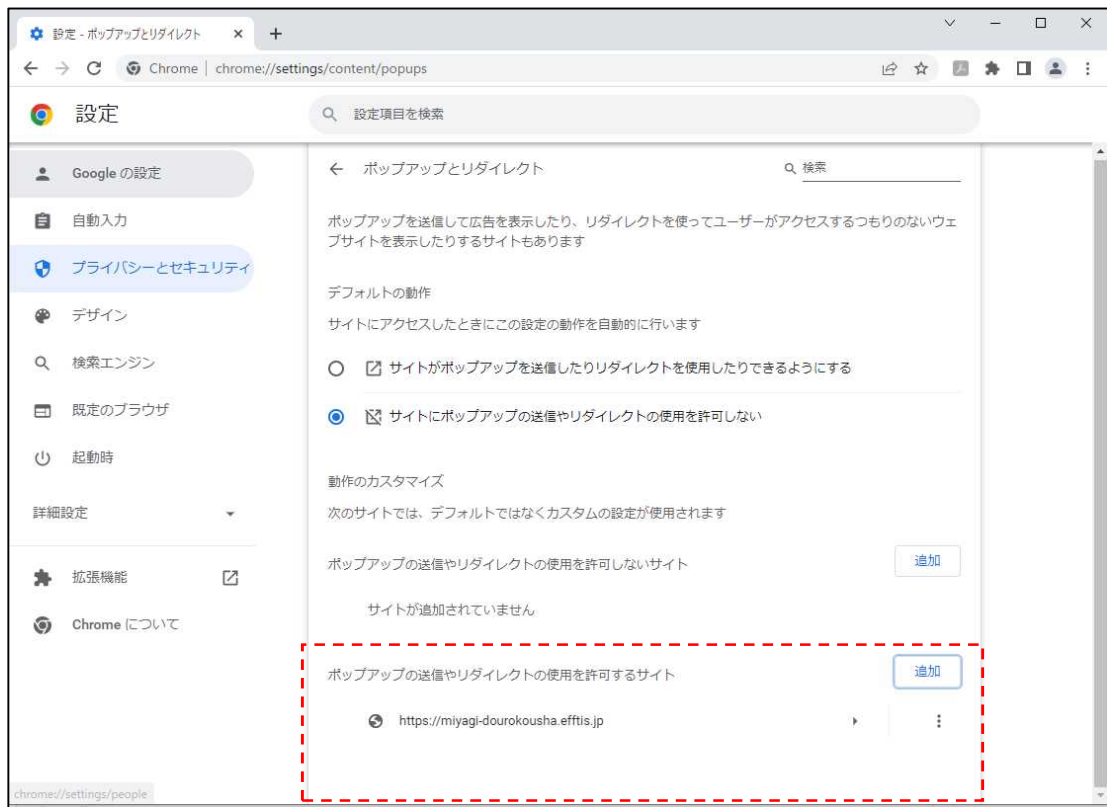 設定 - ポップアップとリダイレクト
Chrome | chrome://settings/content/popups
設定
設定項目を検索
Google の設定
自動入力
プライバシーとセキュリティ
デザイン
検索エンジン
既定のブラウザ
起動時
詳細設定
拡張機能
Chrome について
ポップアップとリダイレクト
検索
ポップアップを送信して広告を表示したり、リダイレクトを使ってユーザーがアクセスするつもりのないウェ
ブサイトを表示したりするサイトもあります
デフォルトの動作
サイトにアクセスしたときにこの設定の動作を自動的に行います
サイトがポップアップを送信したりリダイレクトを使用したりできるようにする
サイトにポップアップの送信やリダイレクトの使用を許可しない
動作のカスタマイズ
次のサイトでは、デフォルトではなくカスタムの設定が使用されます
ポップアップの送信やリダイレクトの使用を許可しないサイト
追加
サイトが追加されていません
ポップアップの送信やリダイレクトの使用を許可するサイト
追加
https://miyagi-dourokousha.efftis.jp
chrome://settings/people